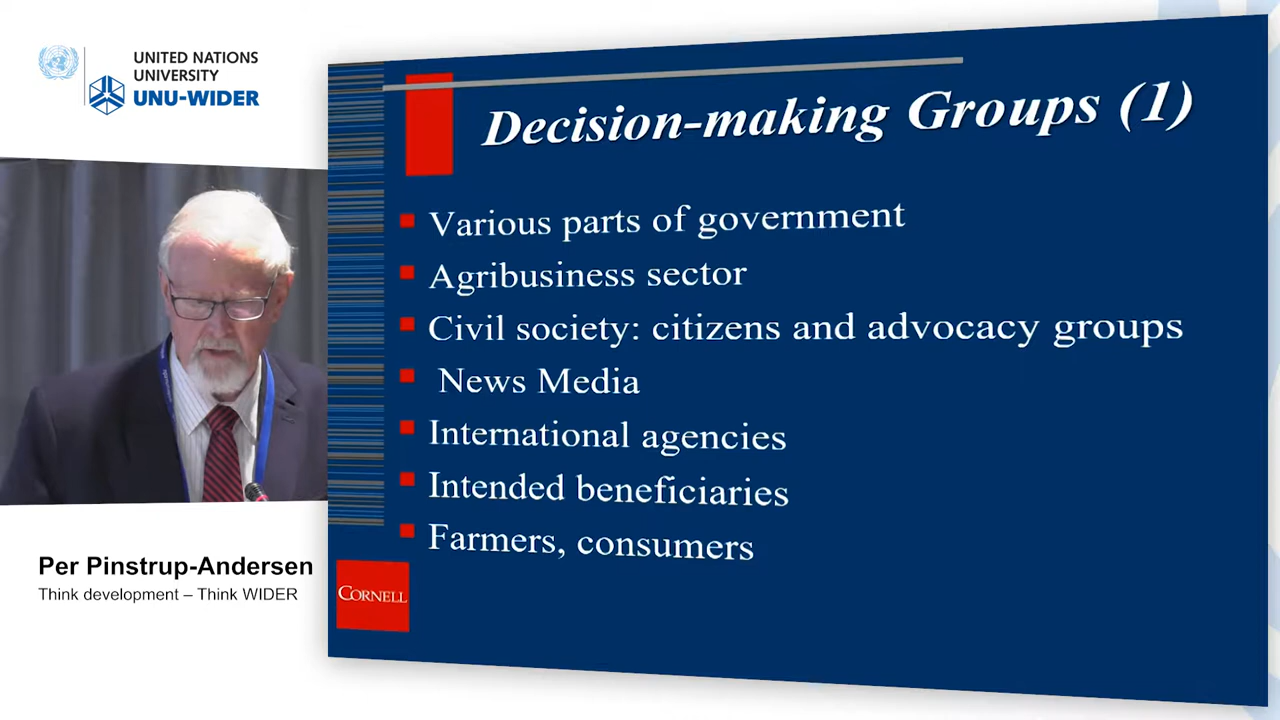 UNITED NATIONS
UNIVERSITY
UNU-WIDER
Decision-making Groups (1)
Various parts of government
Agribusiness sector
Civil society: citizens and advocacy groups
News Media
International agencies
Intended beneficiaries
Farmers, consumers
CORNELL
Per Pinstrup-Andersen
Think development – Think WIDER